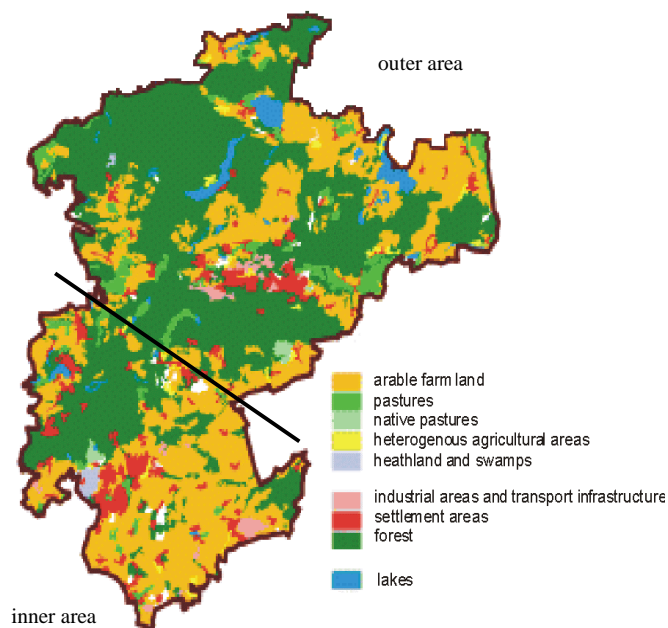 outer area
arable farm land
pastures
native pastures
heterogenous agricultural areas
heathland and swamps
industrial areas and transport infrastructure
settlement areas
forest
lakes
inner area